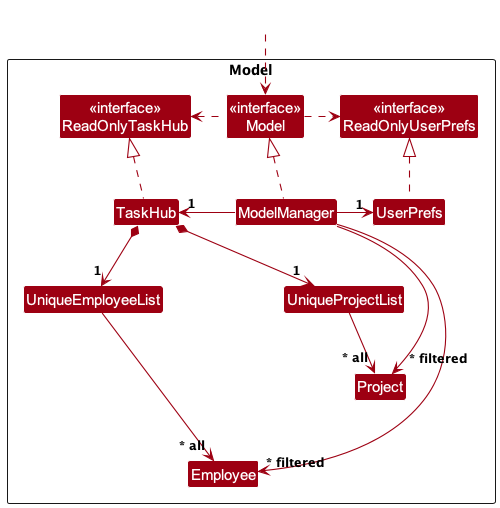 Model
«interface»
ReadOnlyTaskHub
«interface»
Model
«interface»
ReadOnlyUserPrefs
TaskHub
1
ModelManager
1
UserPrefs
1
1
UniqueEmployeeList
UniqueProjectList
* all
* filtered
Project
* all
* filtered
Employee